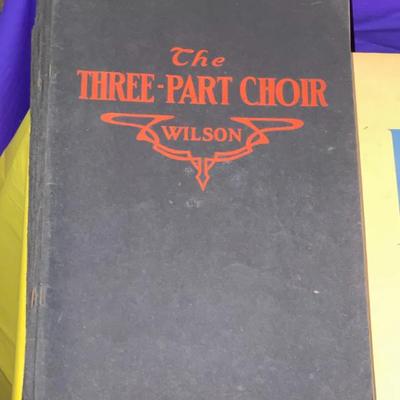 The
THREE-PART CHOIR
WILSON